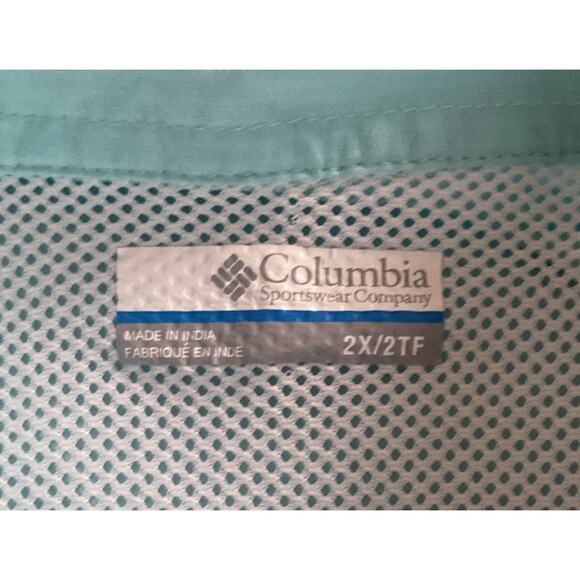 Columbia
Sportswear Company
MADE IN INDIA
FABRIQUÉ EN INDE
2X/2TF